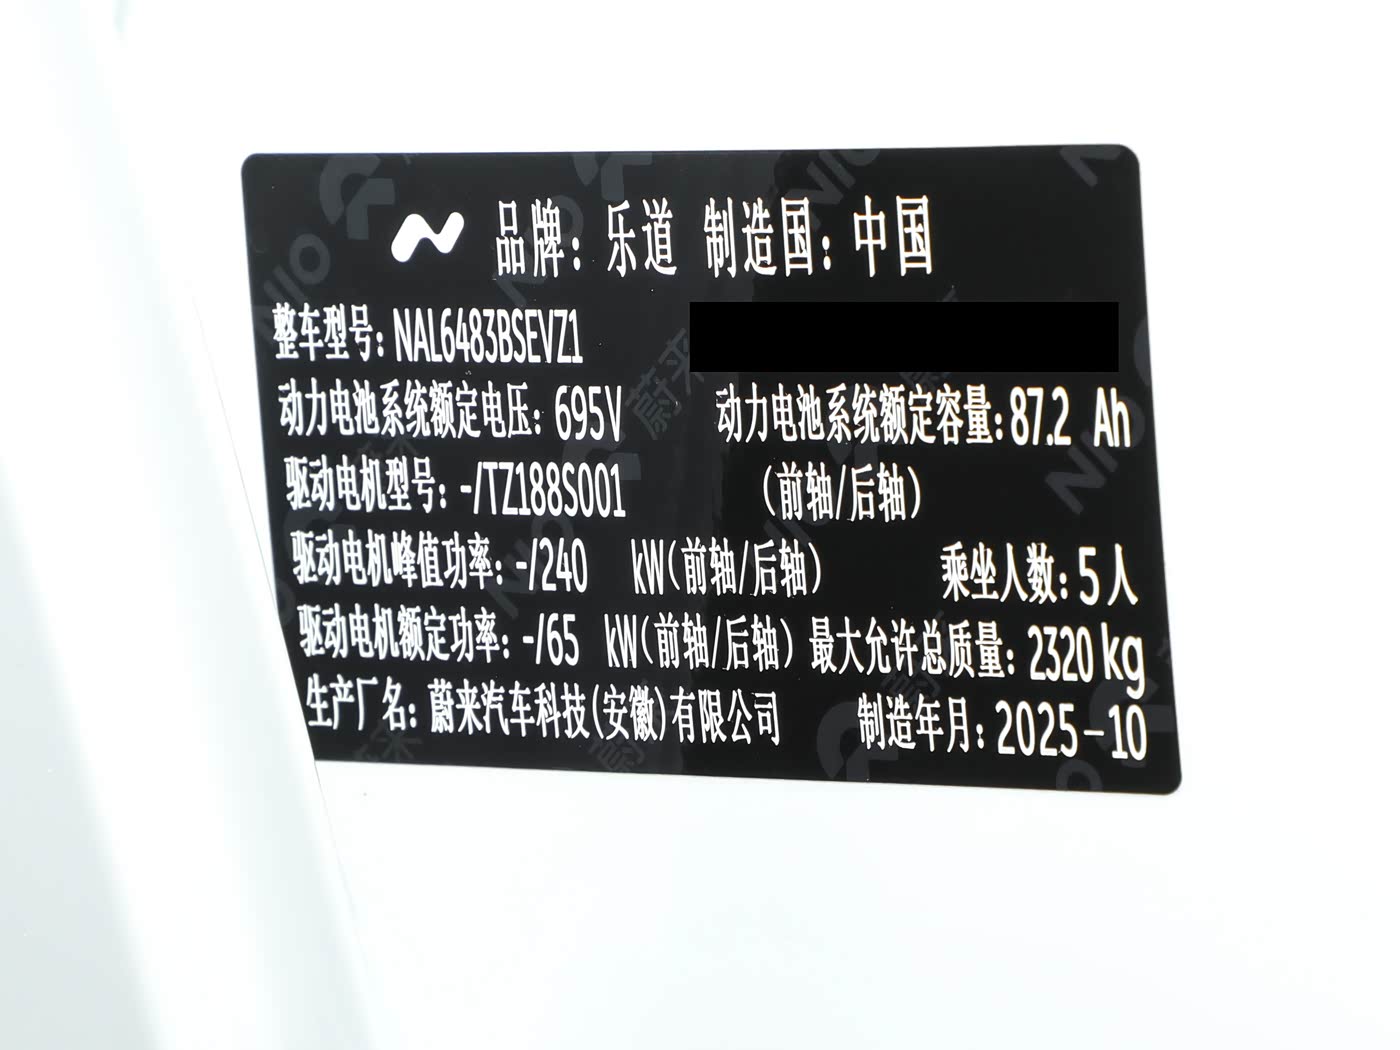 品牌：乐道 制造国：中国
整车型号：NAL6483BSEVZ1
动力电池系统额定电压：695V 动力电池系统额定容量：87.2 Ah
驱动电机型号：-/TZ188S001 （前轴/后轴）
驱动电机峰值功率：-/240 kW（前轴/后轴） 乘坐人数：5人
驱动电机额定功率：-/65 kW（前轴/后轴） 最大允许总质量：2320 kg
生产厂名：蔚来汽车科技（安徽）有限公司 制造年月：2025-10